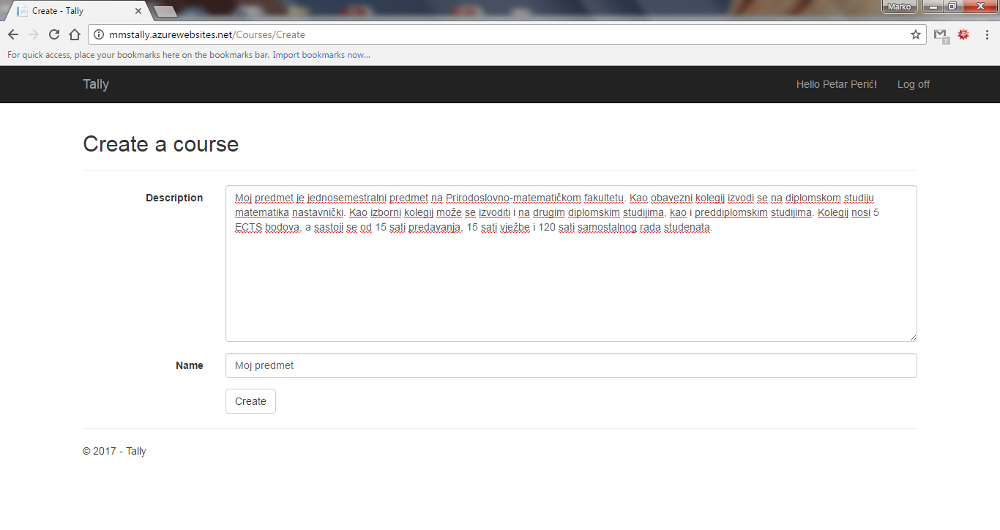 Create - Tally
Marko
mmstally.azurewebsites.net/Courses/Create
For quick access, place your bookmarks here on the bookmarks bar. Import bookmarks now...
Tally Hello Petar Perić! Log off
Create a course
Description
Moj predmet je jednosemestralni predmet na Prirodoslovno-matematičkom fakultetu. Kao obavezni kolegij izvodi se na diplomskom studiju
matematika nastavnički. Kao izborni kolegij može se izvoditi i na drugim diplomskim studijima, kao i preddiplomskim studijima. Kolegij nosi 5
ECTS bodova, a sastoji se od 15 sati predavanja, 15 sati vježbe i 120 sati samostalnog rada studenata.
Name Moj predmet
Create
© 2017 - Tally